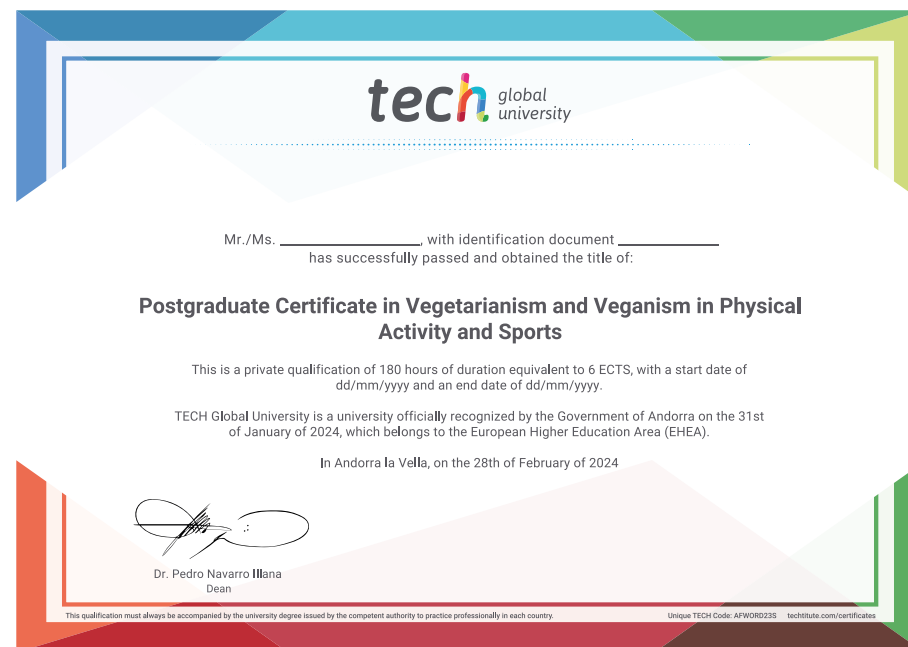 tech global
university
Mr./Ms. ____________, with identification document ____________
has successfully passed and obtained the title of:
Postgraduate Certificate in Vegetarianism and Veganism in Physical
Activity and Sports
This is a private qualification of 180 hours of duration equivalent to 6 ECTS, with a start date of
dd/mm/yyyy and an end date of dd/mm/yyyy.
TECH Global University is a university officially recognized by the Government of Andorra on the 31st
of January of 2024, which belongs to the European Higher Education Area (EHEA).
In Andorra la Vella, on the 28th of February of 2024
Dr. Pedro Navarro Illana
Dean
This qualification must always be accompanied by the university degree issued by the competent authority to practice professionally in each country. Unique TECH Code: AFWORD23S techtitute.com/certificates